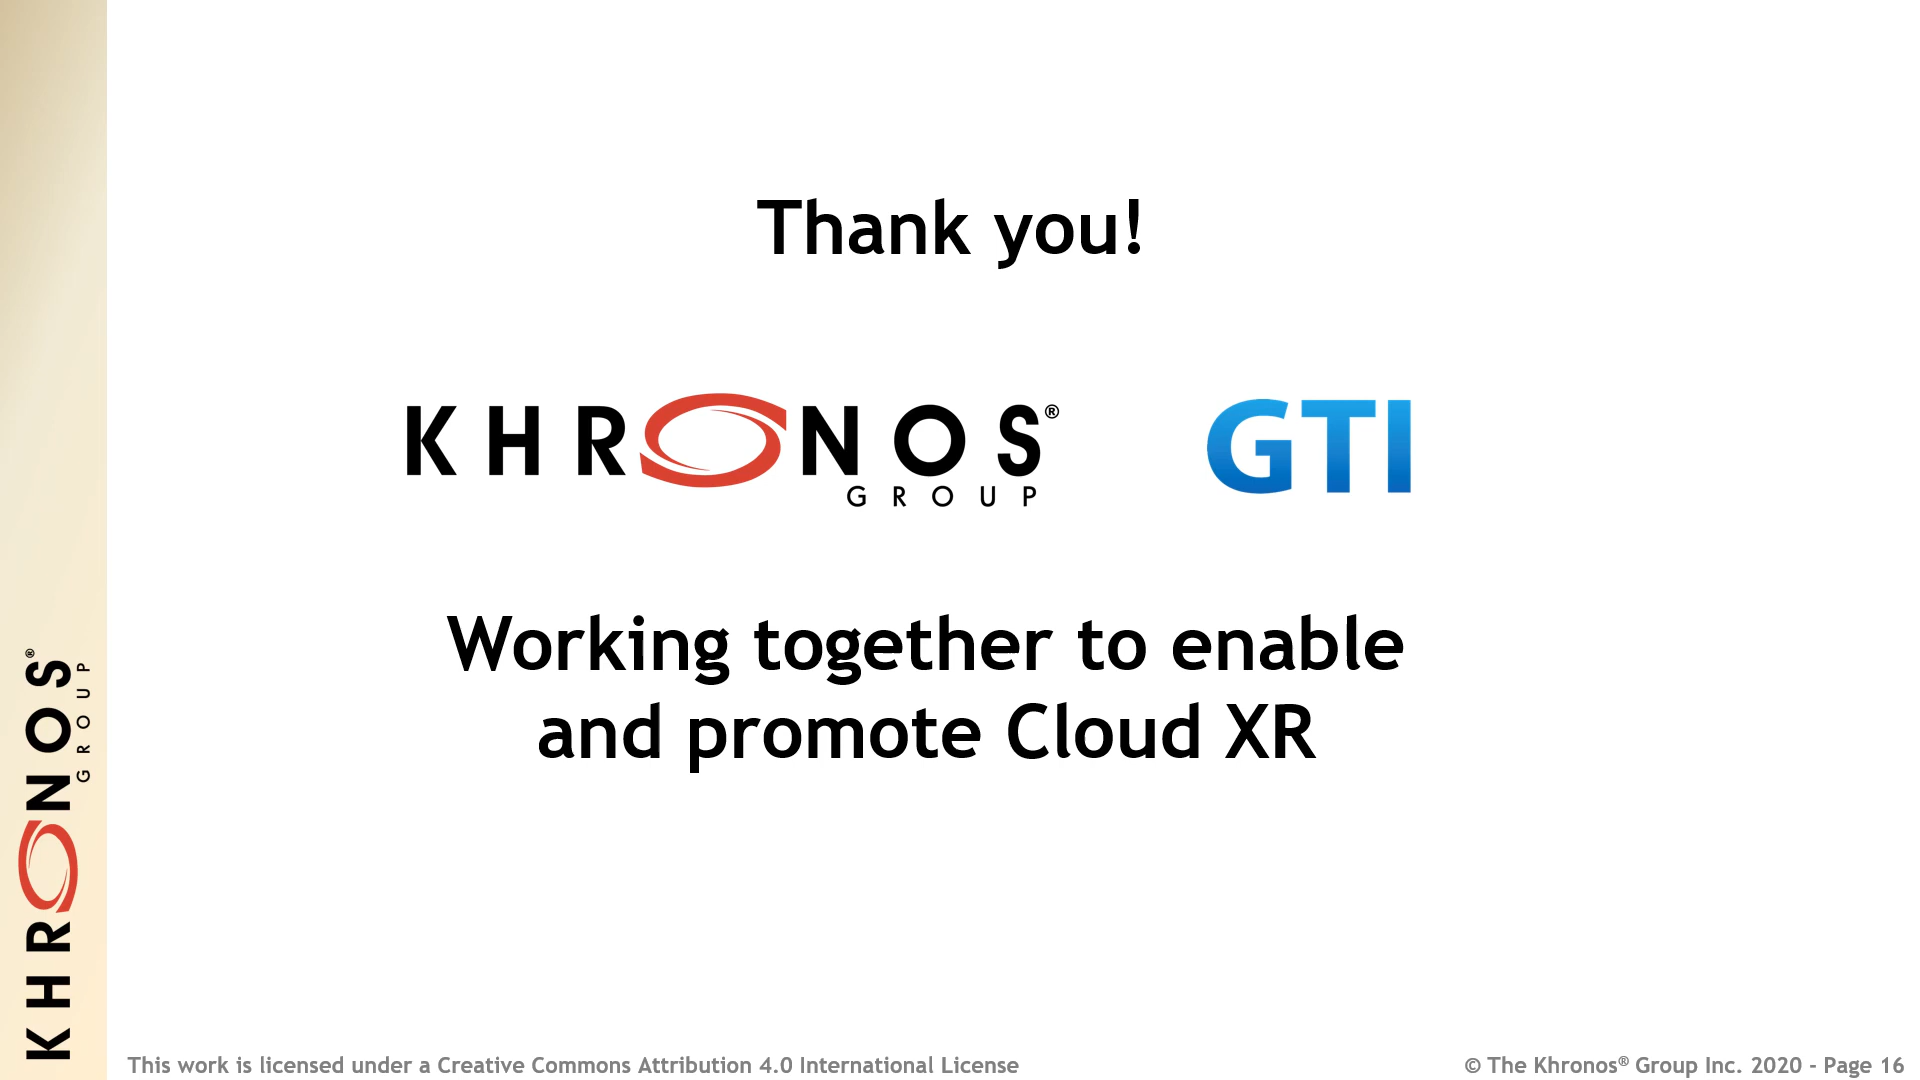 Thank you!
KHRONOS®
GROUP
GTI
Working together to enable
and promote Cloud XR
KHRONOS®
GROUP
This work is licensed under a Creative Commons Attribution 4.0 International License
© The Khronos® Group Inc. 2020 - Page 16